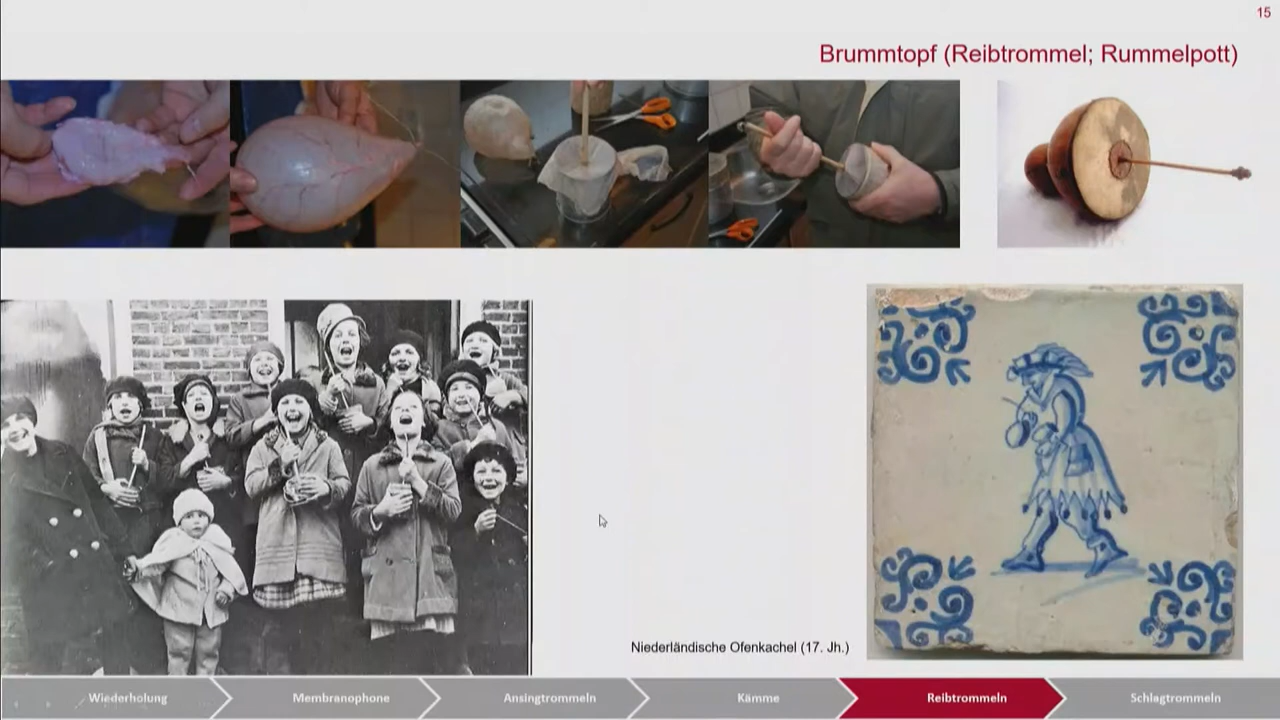 15
Brummtopf (Reibtrommel; Rummelpott)
Niederländische Ofenkachel (17. Jh.)
Wiederholung
Membranophone
Ansingtrommeln
Kämme
Reibtrommeln
Schlagtrommeln